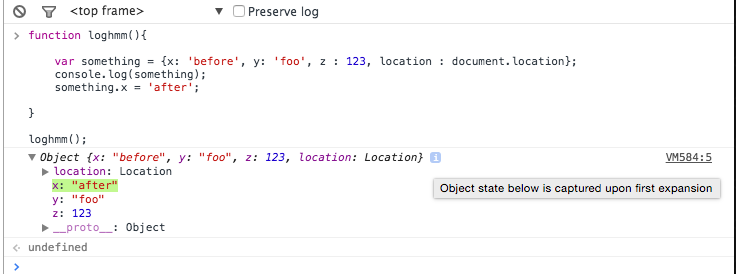 <top frame> ▼ Preserve log
> function loghmm(){
var something = {x: 'before', y: 'foo', z : 123, location : document.location};
console.log(something);
something.x = 'after';
}
loghmm();
▼ Object {x: "before", y: "foo", z: 123, location: Location} i VM584:5
▶ location: Location
x: "after"
Object state below is captured upon first expansion
y: "foo"
z: 123
▶ __proto__: Object
undefined
>